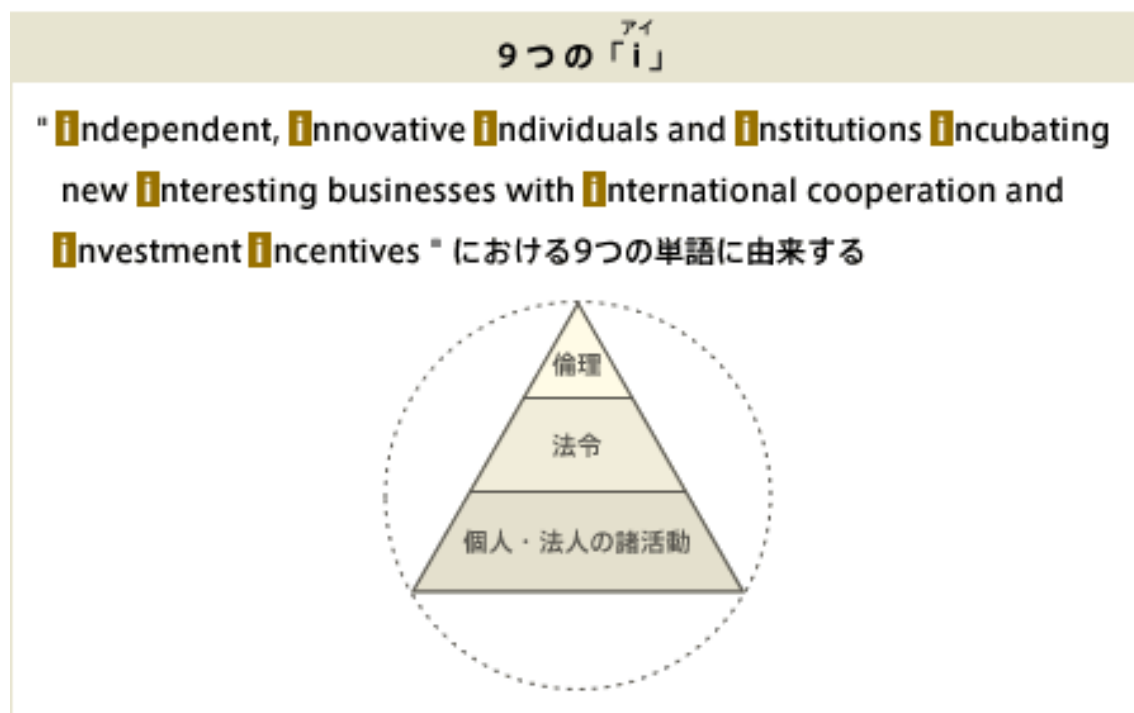 アイ
9つの「i」
" independent, innovative individuals and institutions incubating
new interesting businesses with international cooperation and
investment incentives " における9つの単語に由来する
倫理
法令
個人・法人の諸活動